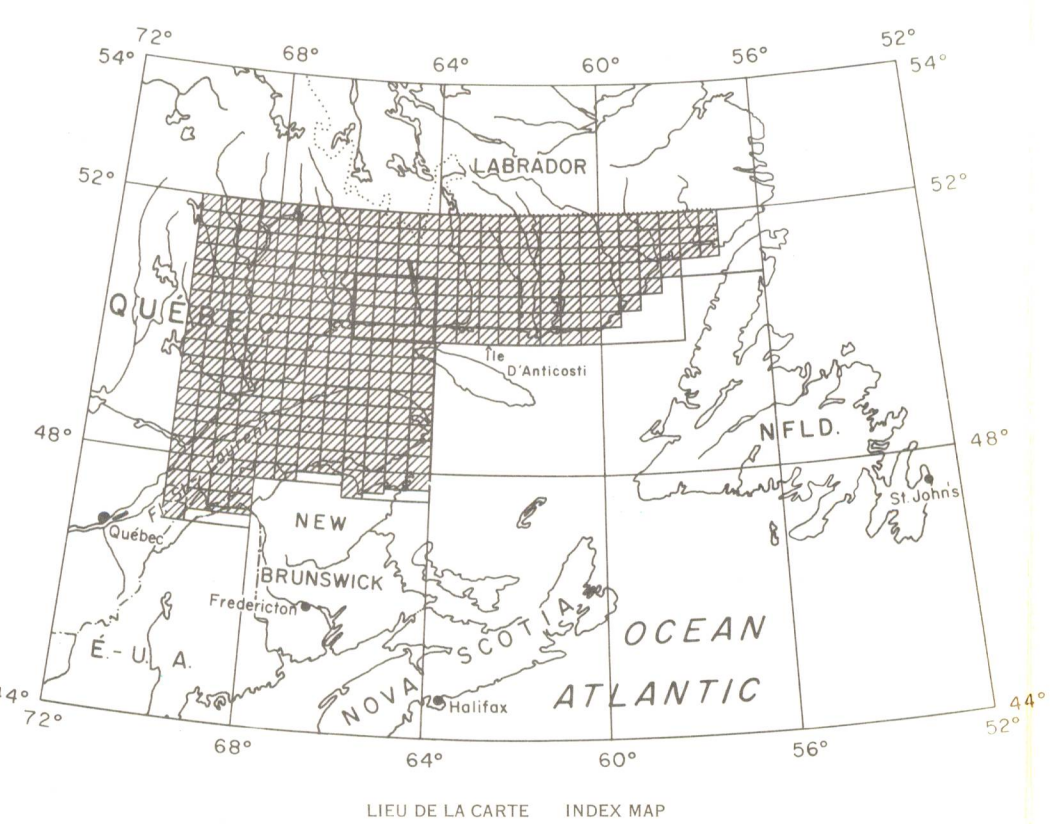 72° 68° 64° 60° 56° 52°
54° 54°
LABRADOR
52° 52°
QUÉBEC
Île
D'Anticosti
NFLD.
48° 48°
St. John's
Québec
NEW
BRUNSWICK
Fredericton
NOVA SCOTIA
OCEAN
ATLANTIC
É.-U. A.
Halifax
44° 44°
72° 68° 64° 60° 56° 52°
LIEU DE LA CARTE INDEX MAP